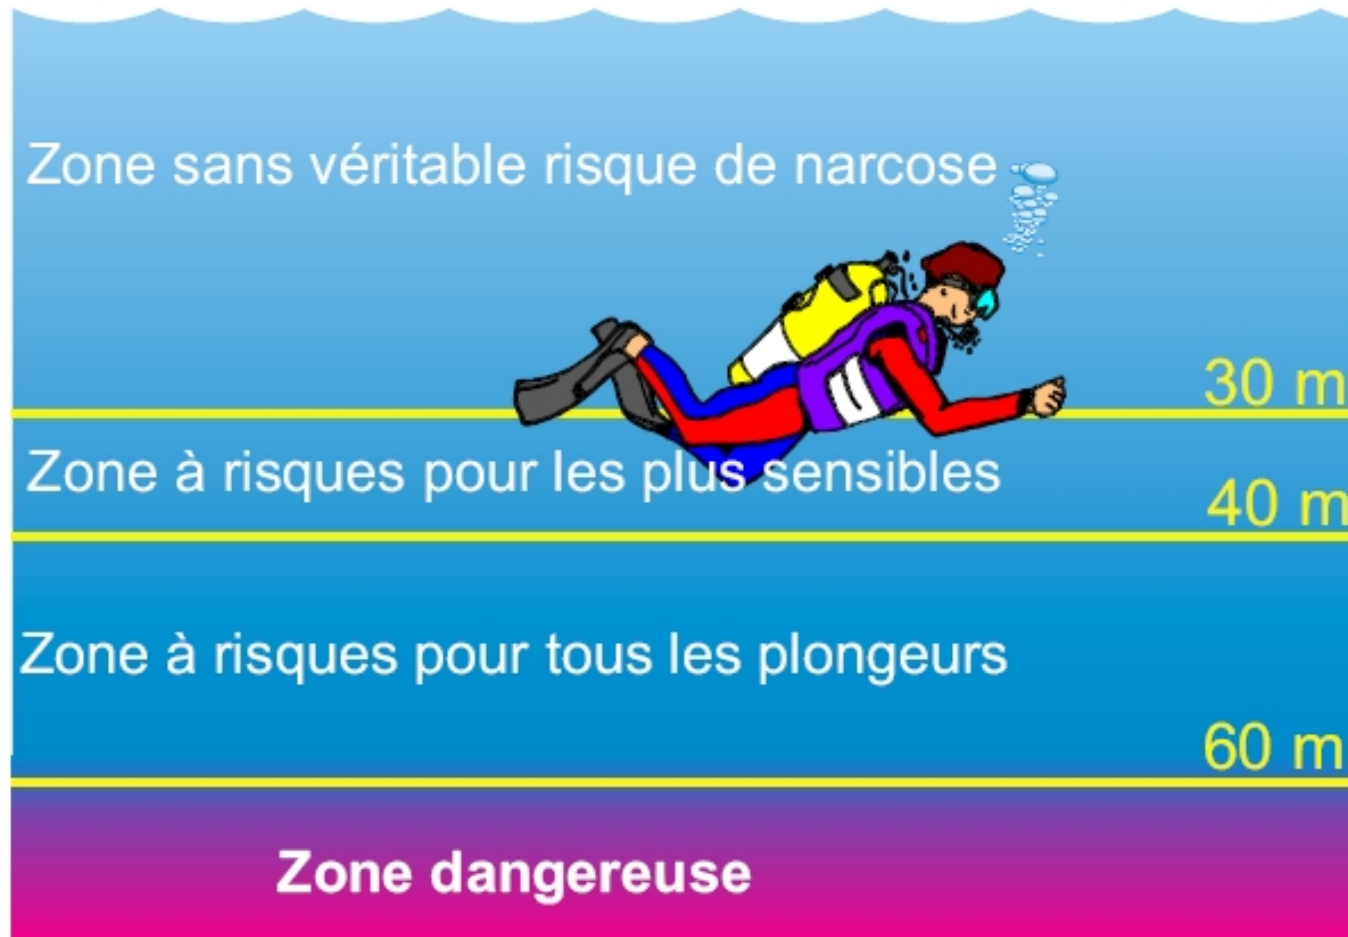 Zone sans véritable risque de narcose
30 m
Zone à risques pour les plus sensibles
40 m
Zone à risques pour tous les plongeurs
60 m
Zone dangereuse